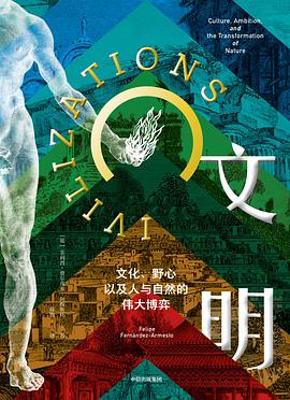 Culture, Ambition,
and
the Transformation
of
Nature
CIVILIZATIONS
文明
文化、野心
以及人与自然的
伟大博弈
Felipe
Fernández-Armesto
中信出版集团